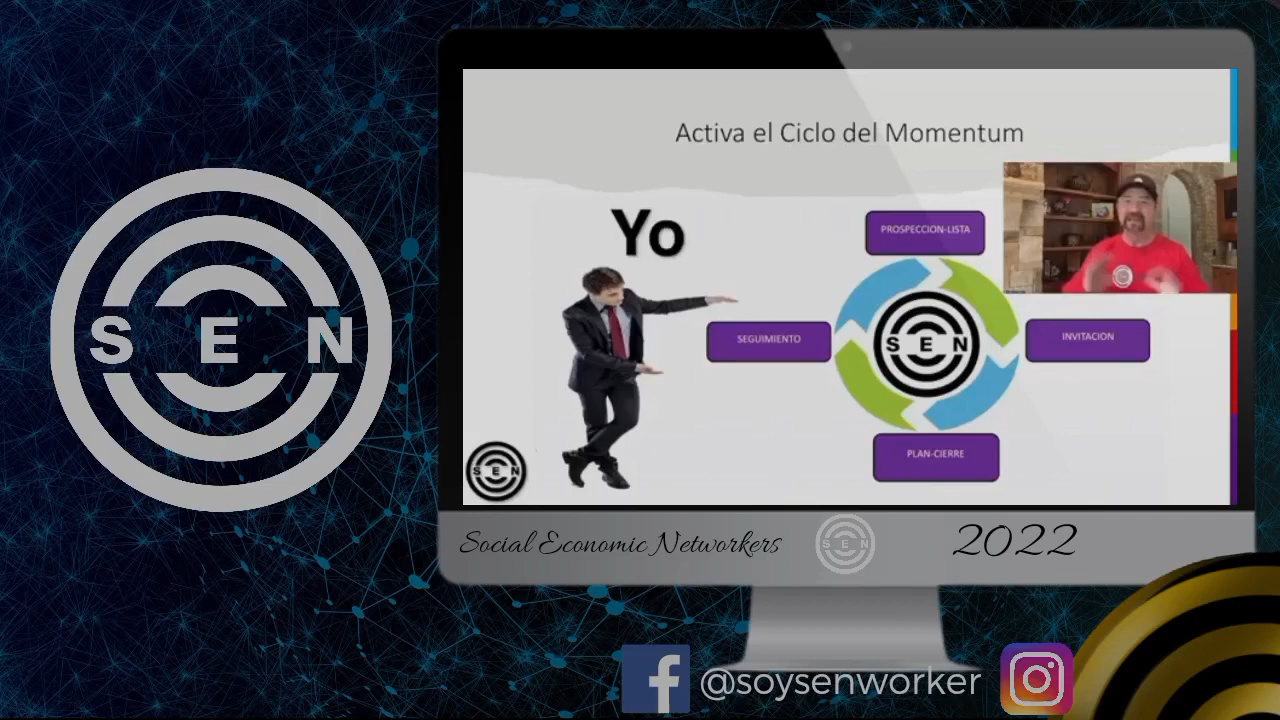 S E N
Activa el Ciclo del Momentum
Yo
PROSPECCION-LISTA
SEGUIMIENTO
S E N
INVITACION
PLAN-CIERRE
S E N
Social Economic Networkers
S E N
2022
@soysenworker